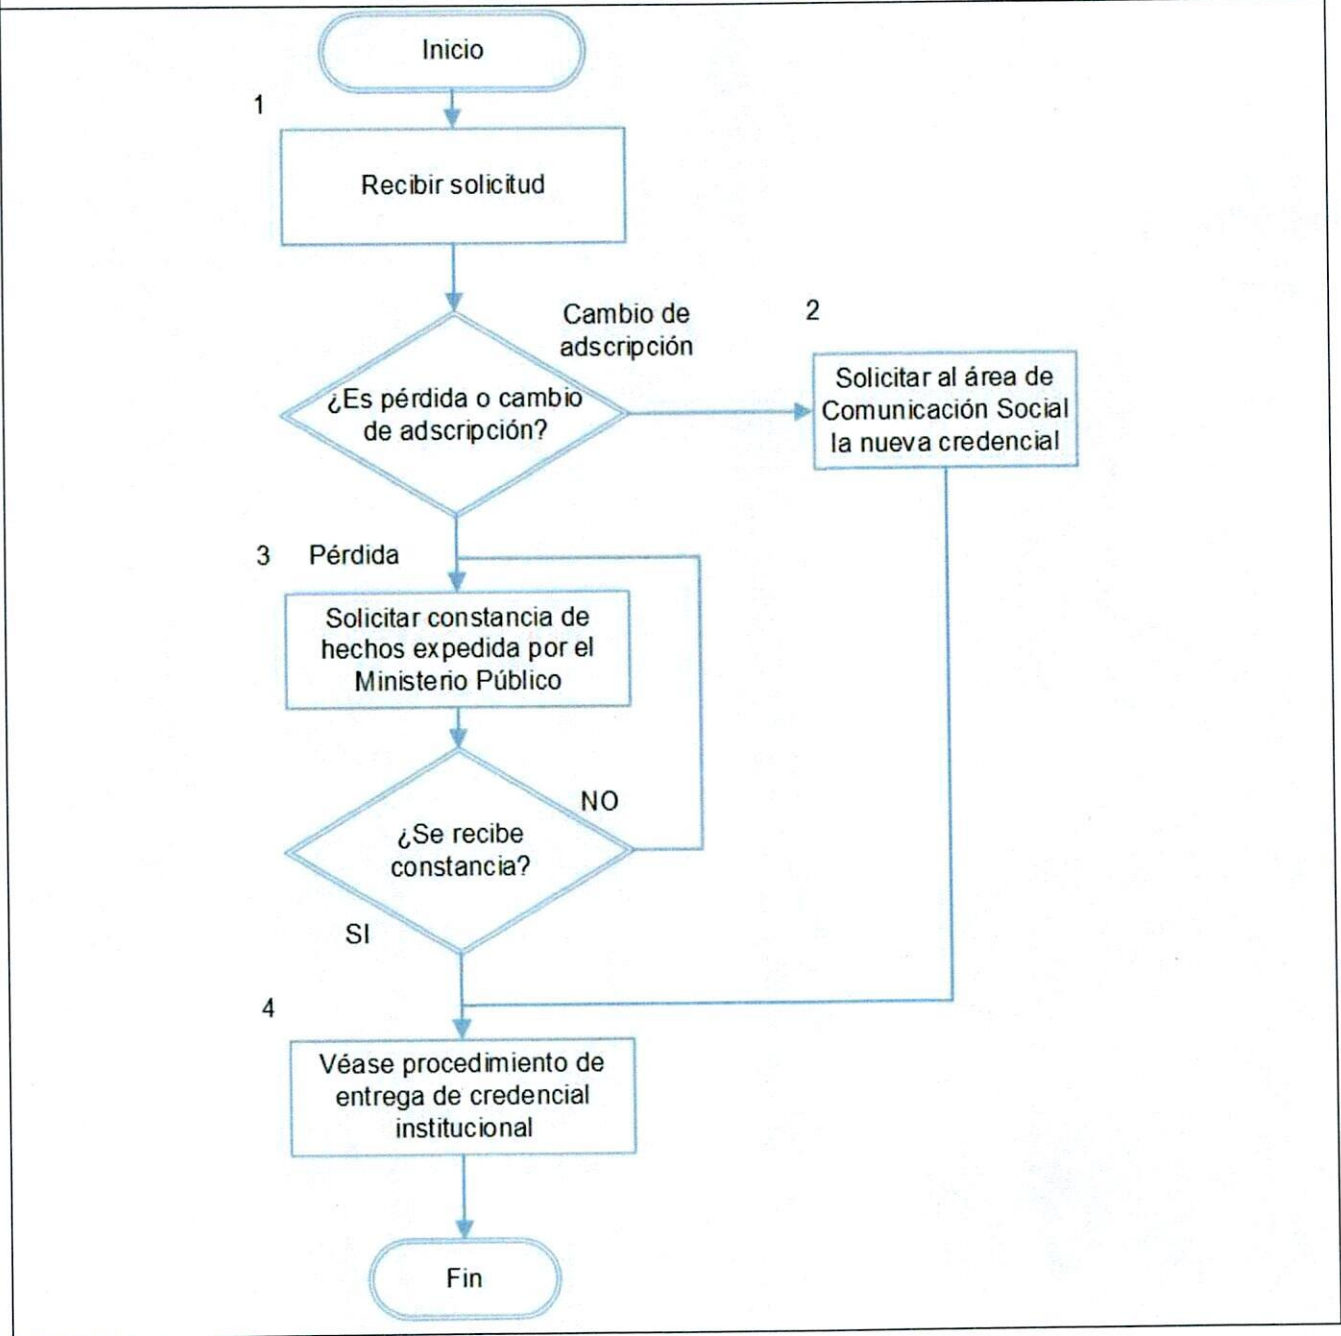 Inicio
1
Recibir solicitud
Cambio de
adscripción
2
¿Es pérdida o cambio
de adscripción?
Solicitar al área de
Comunicación Social
la nueva credencial
3 Pérdida
Solicitar constancia de
hechos expedida por el
Ministerio Público
NO
¿Se recibe
constancia?
SI
4
Véase procedimiento de
entrega de credencial
institucional
Fin